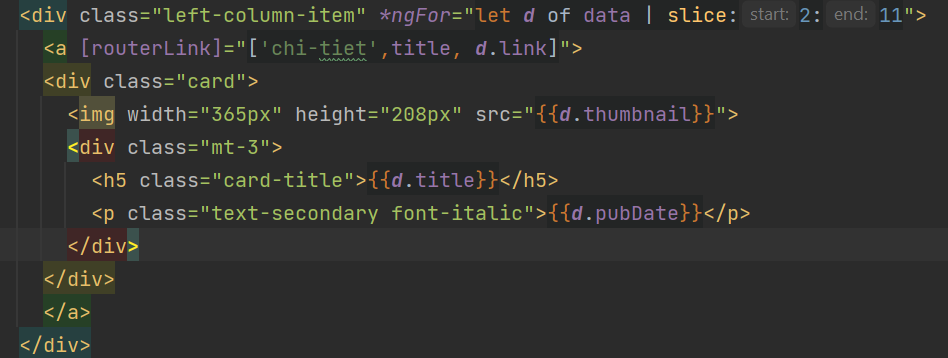 <div class="left-column-item" *ngFor="let d of data | slice: start: 2: end: 11">
<a [routerLink]="['chi-tiet',title, d.link]">
<div class="card">
<img width="365px" height="208px" src="{{d.thumbnail}}">
<div class="mt-3">
<h5 class="card-title">{{d.title}}</h5>
<p class="text-secondary font-italic">{{d.pubDate}}</p>
</div>
</div>
</a>
</div>